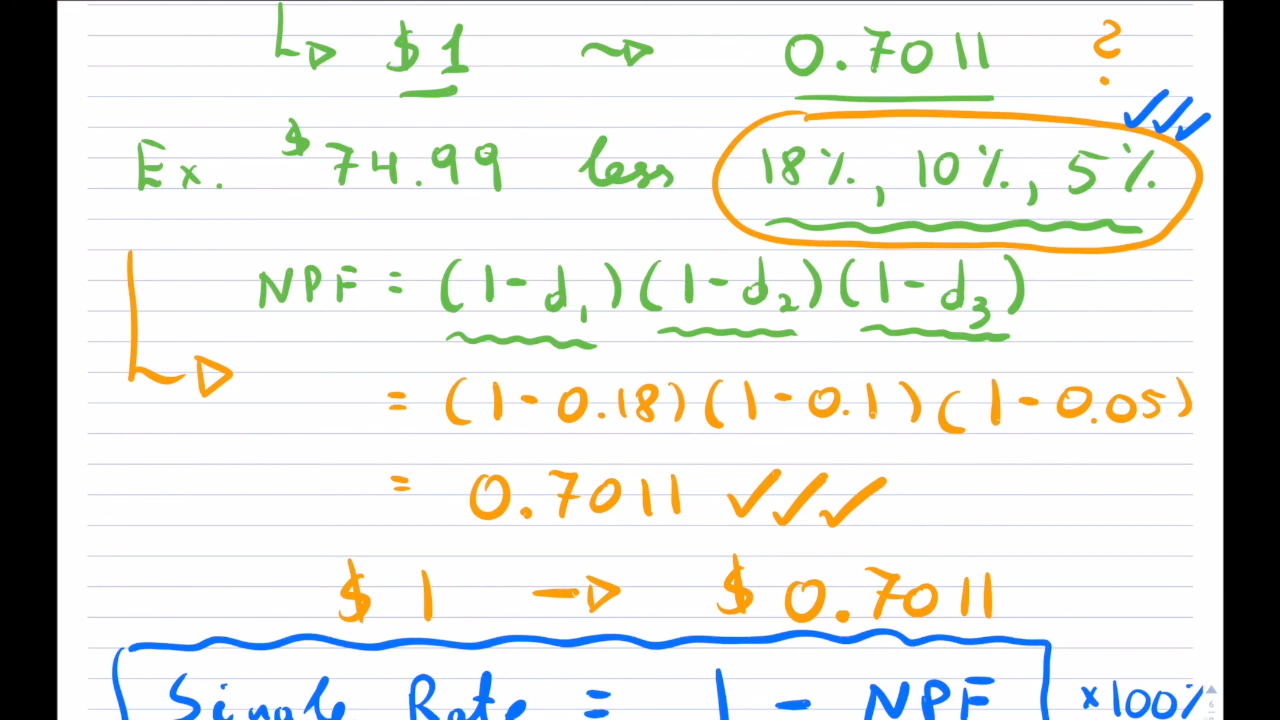 $1 ⤳ 0.7011 ?
Ex. $74.99 less 18%, 10%, 5%
NPF = (1-d₁)(1-d₂)(1-d₃)
= (1-0.18)(1-0.1)(1-0.05)
= 0.7011 ✓✓✓
$1 → $0.7011
Single Rate = 1 - NPF ×100%